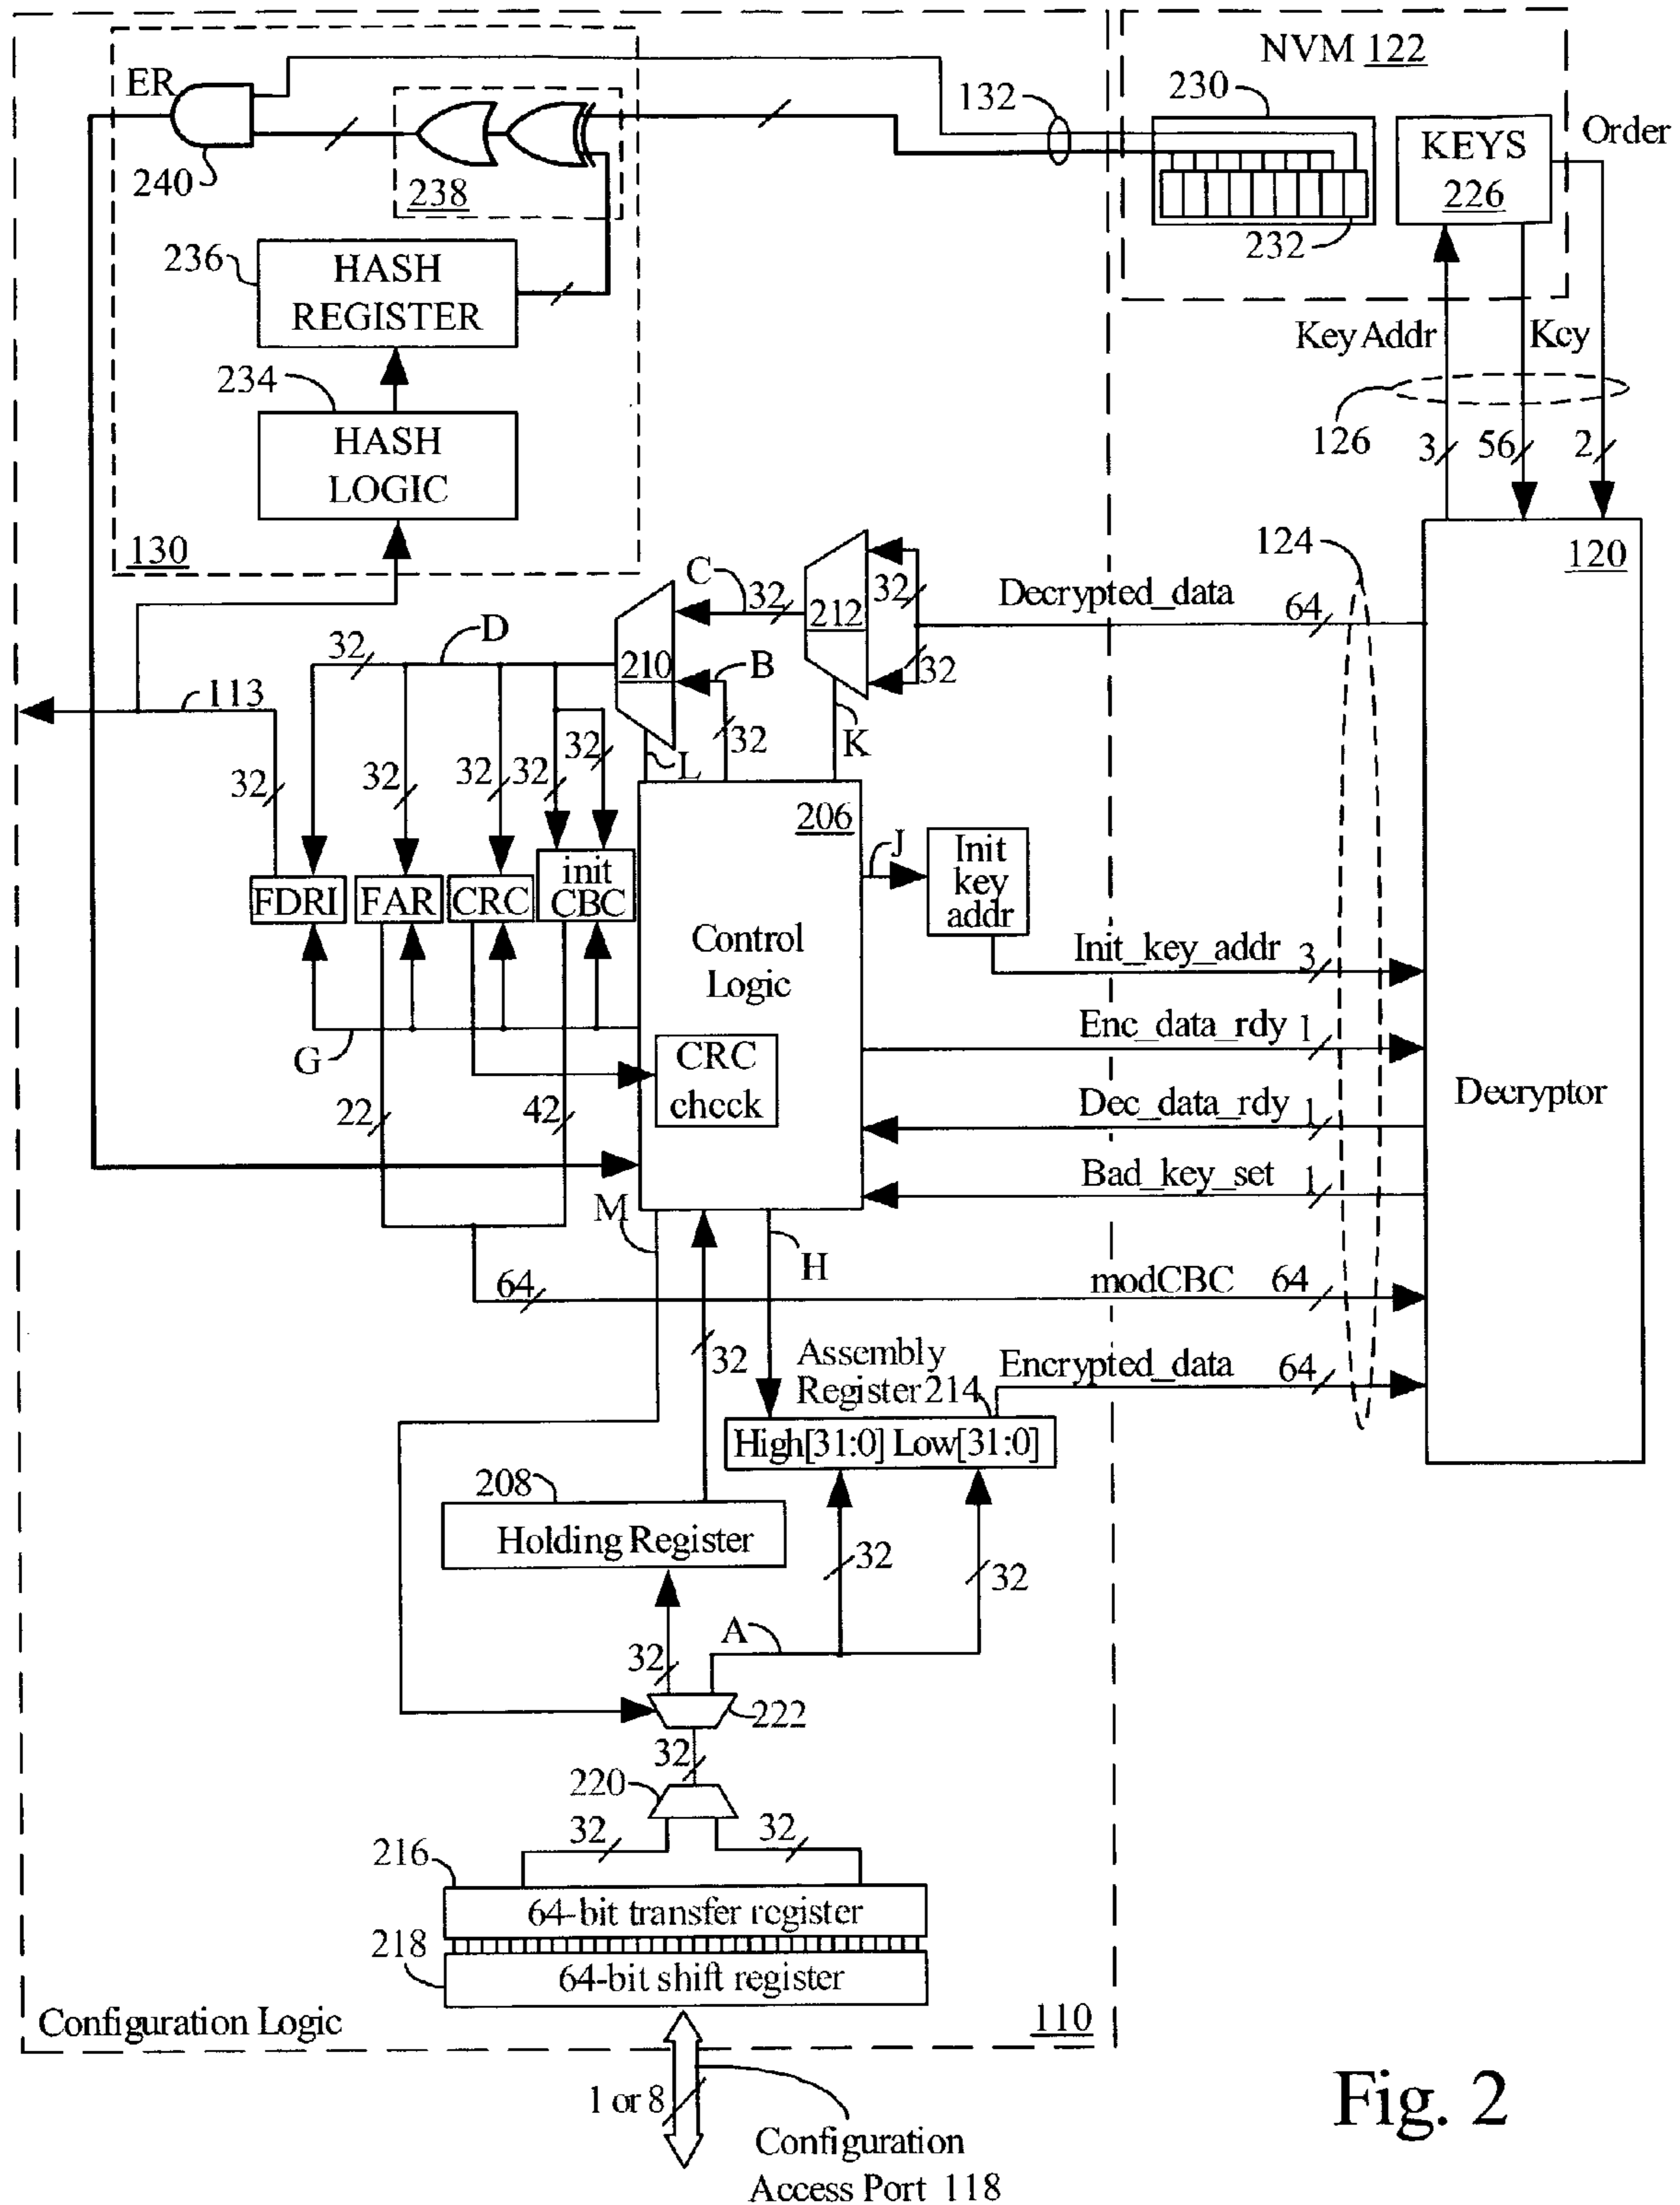 NVM 122
ER
132
230
Order
KEYS
226
240
238
232
236
HASH
REGISTER
Key Addr
Key
234
126
3
56
2
HASH
LOGIC
130
124
120
C
32
212
32
Decrypted_data
64
D
32
210
B
32
113
32
K
L
32
32
32
32
32
206
J
Init
key
addr
FDRI
FAR
CRC
init
CBC
Control
Logic
Init_key_addr
3
Enc_data_rdy
1
G
CRC
check
22
42
Dec_data_rdy
1
Decryptor
Bad_key_set
1
M
H
64
modCBC
64
32
Assembly
Register 214
Encrypted_data
64
High[31:0] Low[31:0]
208
Holding Register
32
32
A
32
222
32
220
32
32
216
64-bit transfer register
218
64-bit shift register
Configuration Logic
110
1 or 8
Configuration
Access Port 118
Fig. 2